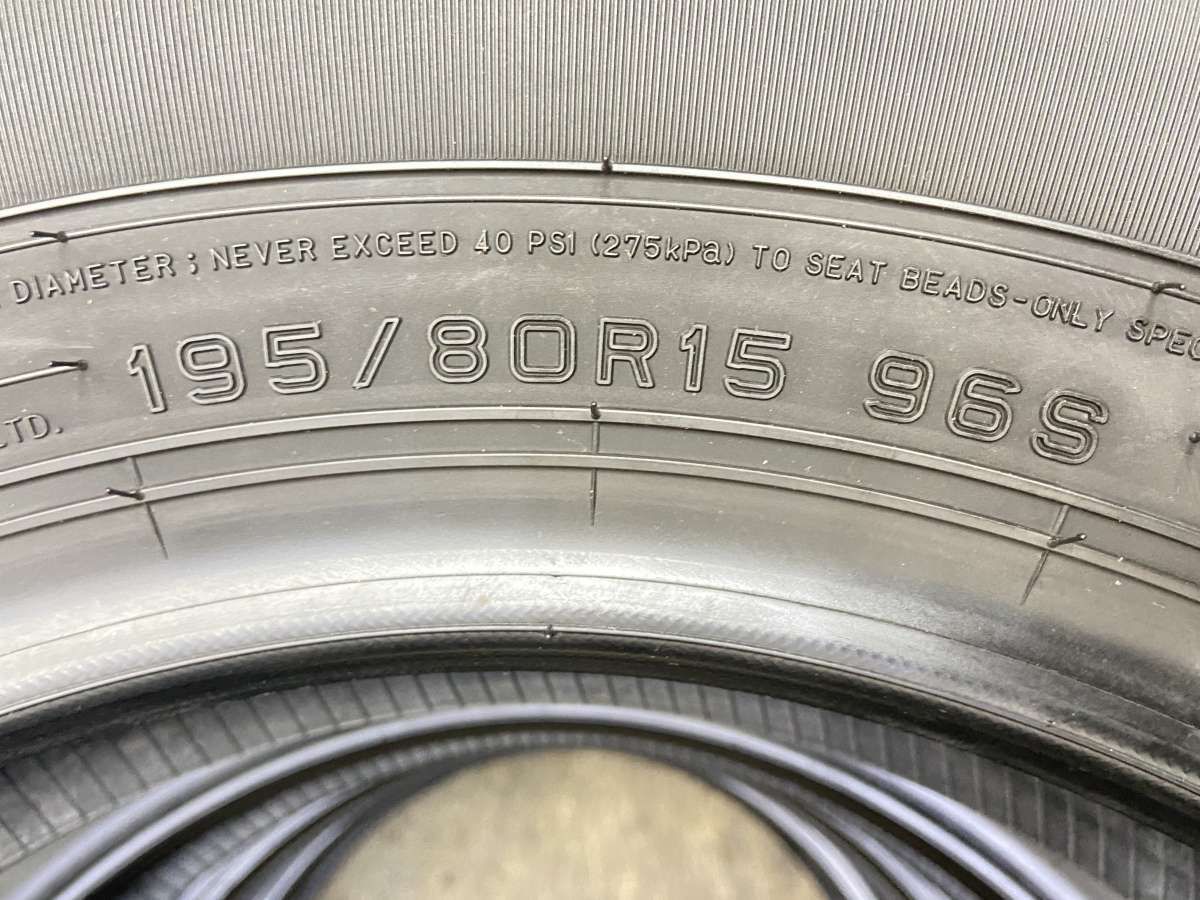 DIAMETER ; NEVER EXCEED 40 PSI (275kPa) TO SEAT BEADS-ONLY SPEC
195/80R15 96S
LTD.